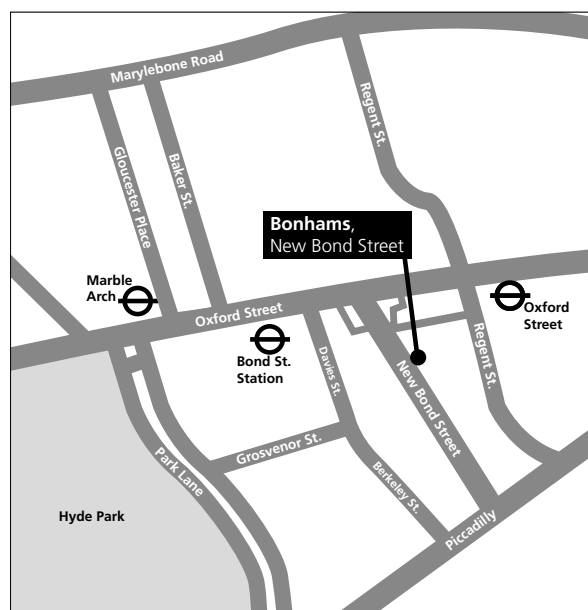 Marylebone Road
Regent St.
Gloucester Place
Baker St.
Bonhams,
New Bond Street
Marble
Arch
Oxford Street
Oxford
Street
Bond St.
Station
Davies St.
New Bond Street
Regent St.
Grosvenor St.
Park Lane
Berkeley St.
Hyde Park
Piccadilly